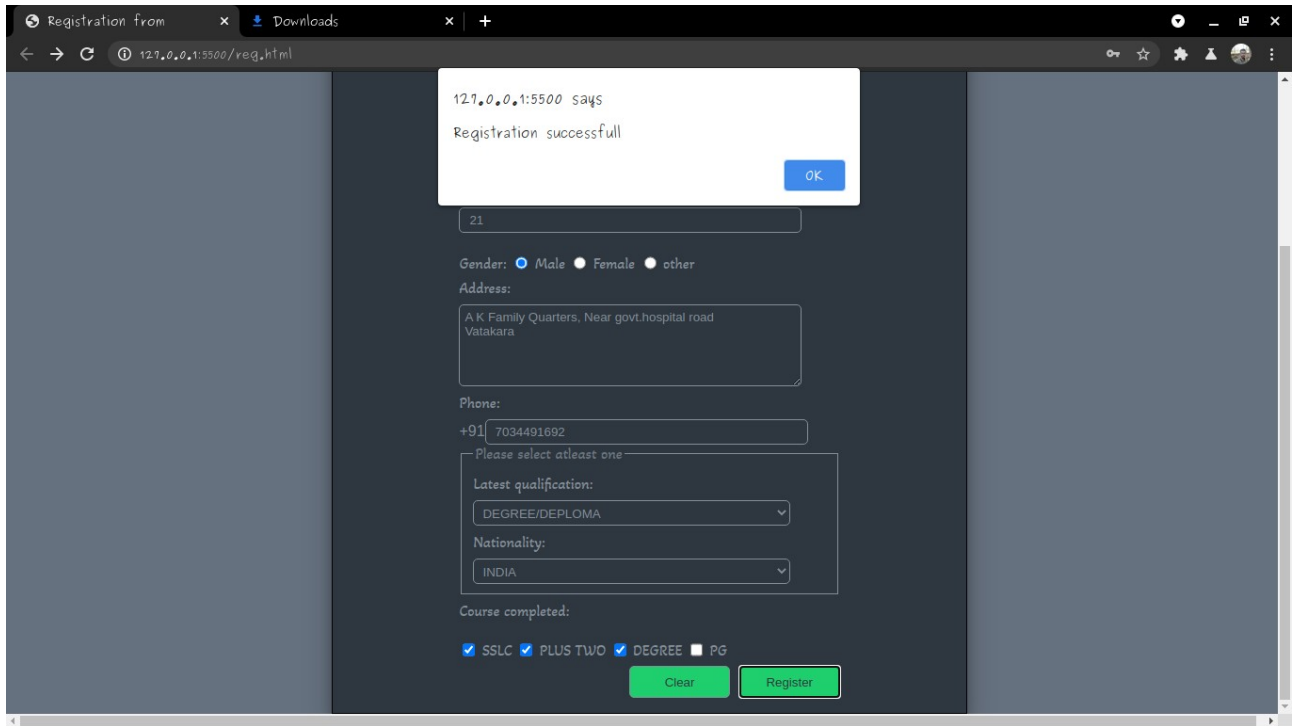 Registration from
Downloads
127.0.0.1:5500/reg.html
127.0.0.1:5500 says
Registration successfull
OK
21
Gender: Male Female other
Address:
A K Family Quarters, Near govt.hospital road
Vatakara
Phone:
+91 7034491692
Please select atleast one
Latest qualification:
DEGREE/DEPLOMA
Nationality:
INDIA
Course completed:
SSLC PLUS TWO DEGREE PG
Clear Register